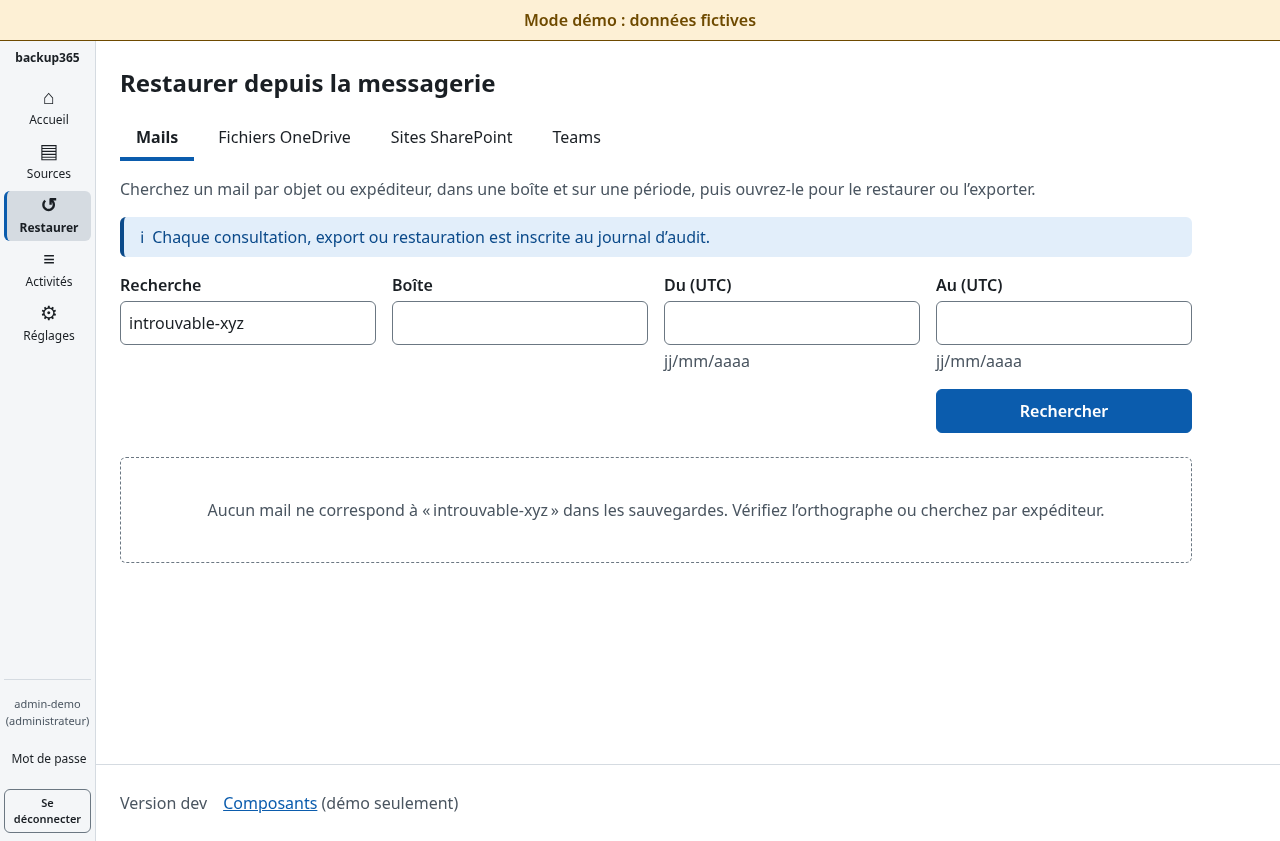 Mode démo : données fictives
backup365
Accueil
Sources
Restaurer
Activités
Réglages
admin-demo
(administrateur)
Mot de passe
Se
déconnecter
Restaurer depuis la messagerie
Mails Fichiers OneDrive Sites SharePoint Teams
Cherchez un mail par objet ou expéditeur, dans une boîte et sur une période, puis ouvrez-le pour le restaurer ou l’exporter.
i Chaque consultation, export ou restauration est inscrite au journal d’audit.
Recherche Boîte Du (UTC) Au (UTC)
introuvable-xyz
jj/mm/aaaa jj/mm/aaaa
Rechercher
Aucun mail ne correspond à « introuvable-xyz » dans les sauvegardes. Vérifiez l’orthographe ou cherchez par expéditeur.
Version dev Composants (démo seulement)